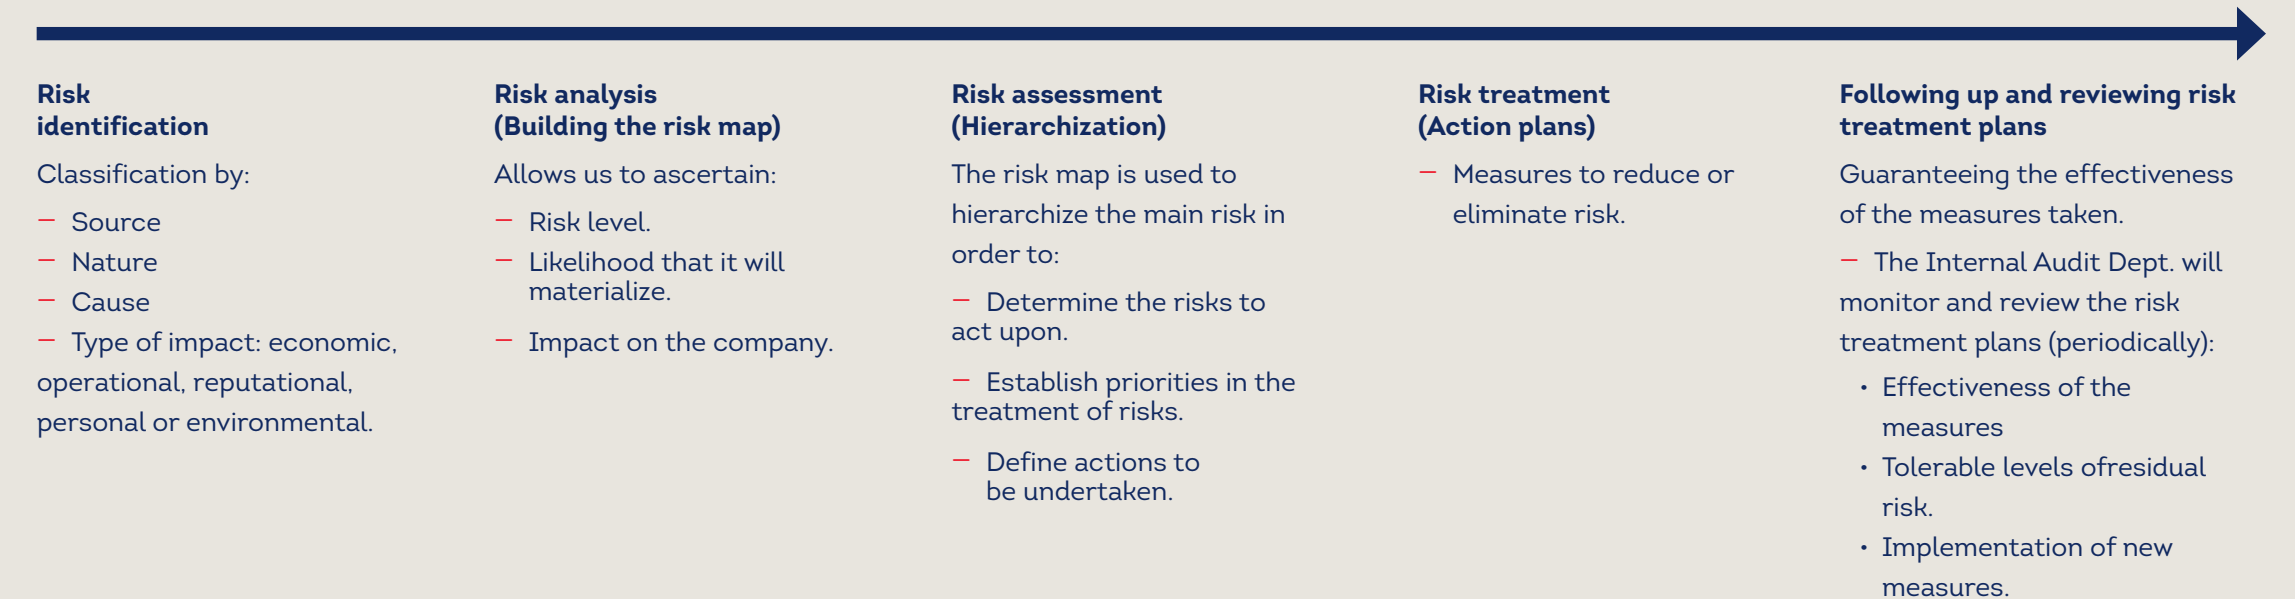 Risk
identification
Classification by:
— Source
— Nature
— Cause
— Type of impact: economic,
operational, reputational,
personal or environmental.
Risk analysis
(Building the risk map)
Allows us to ascertain:
— Risk level.
— Likelihood that it will
materialize.
— Impact on the company.
Risk assessment
(Hierarchization)
The risk map is used to
hierarchize the main risk in
order to:
— Determine the risks to
act upon.
— Establish priorities in the
treatment of risks.
— Define actions to
be undertaken.
Risk treatment
(Action plans)
— Measures to reduce or
eliminate risk.
Following up and reviewing risk
treatment plans
Guaranteeing the effectiveness
of the measures taken.
— The Internal Audit Dept. will
monitor and review the risk
treatment plans (periodically):
• Effectiveness of the
measures
• Tolerable levels ofresidual
risk.
• Implementation of new
measures.